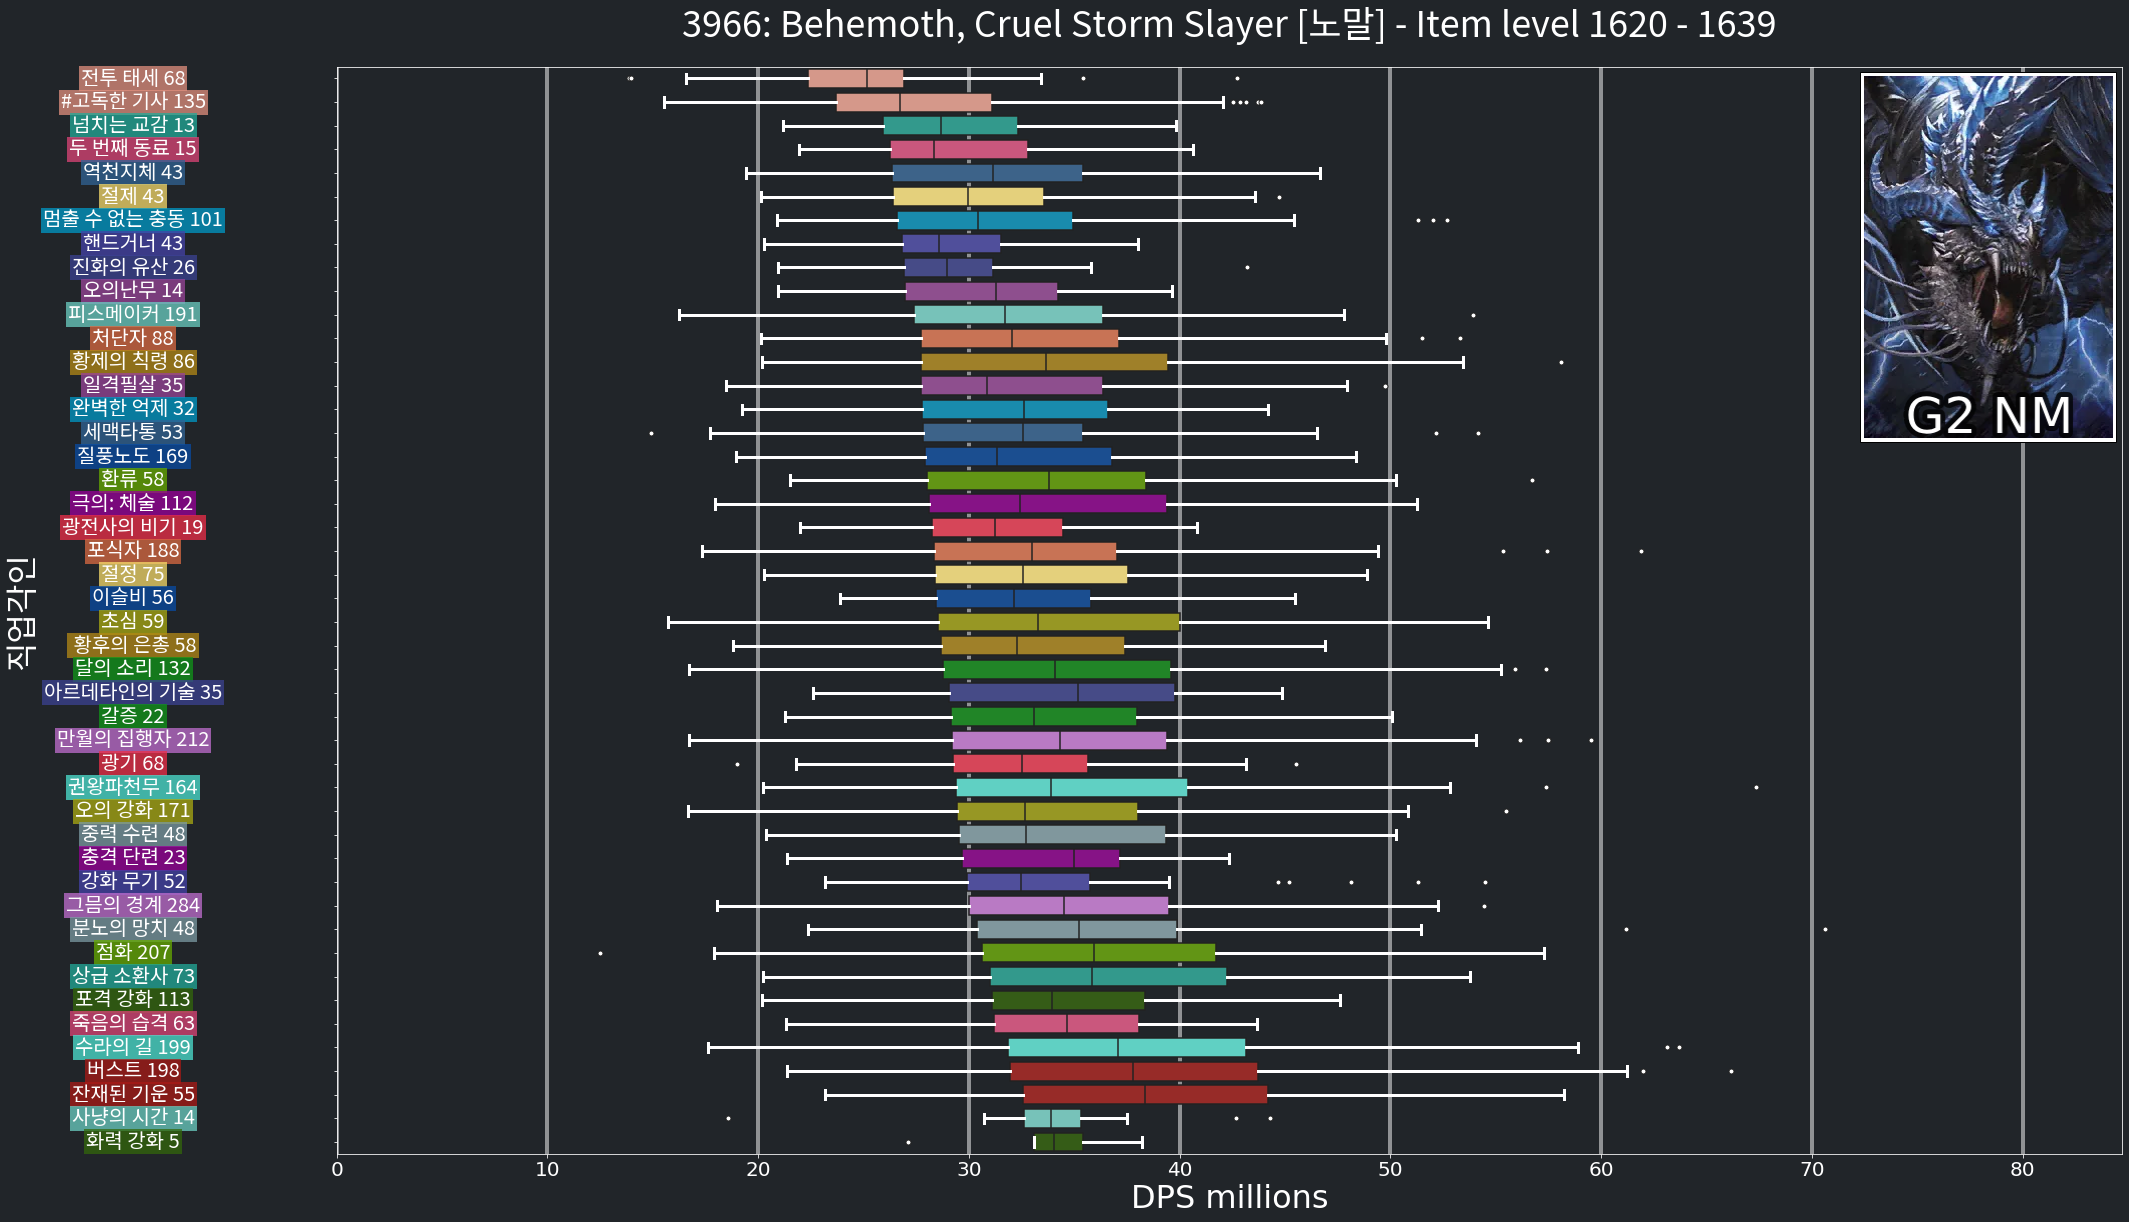 3966: Behemoth, Cruel Storm Slayer [노말] - Item level 1620 - 1639
전투 태세 68
#고독한 기사 135
넘치는 교감 13
두 번째 동료 15
역천지체 43
절제 43
멈출 수 없는 충동 101
핸드거너 43
진화의 유산 26
오의난무 14
피스메이커 191
처단자 88
황제의 칙령 86
일격필살 35
완벽한 억제 32
세맥타통 53
질풍노도 169
환류 58
극의: 체술 112
광전사의 비기 19
포식자 188
절정 75
이슬비 56
초심 59
황후의 은총 58
달의 소리 132
아르데타인의 기술 35
갈증 22
만월의 집행자 212
광기 68
권왕파천무 164
오의 강화 171
중력 수련 48
충격 단련 23
강화 무기 52
그믐의 경계 284
분노의 망치 48
점화 207
상급 소환사 73
포격 강화 113
죽음의 습격 63
수라의 길 199
버스트 198
잔재된 기운 55
사냥의 시간 14
화력 강화 5
직업각인
G2 NM
0 10 20 30 40 50 60 70 80
DPS millions